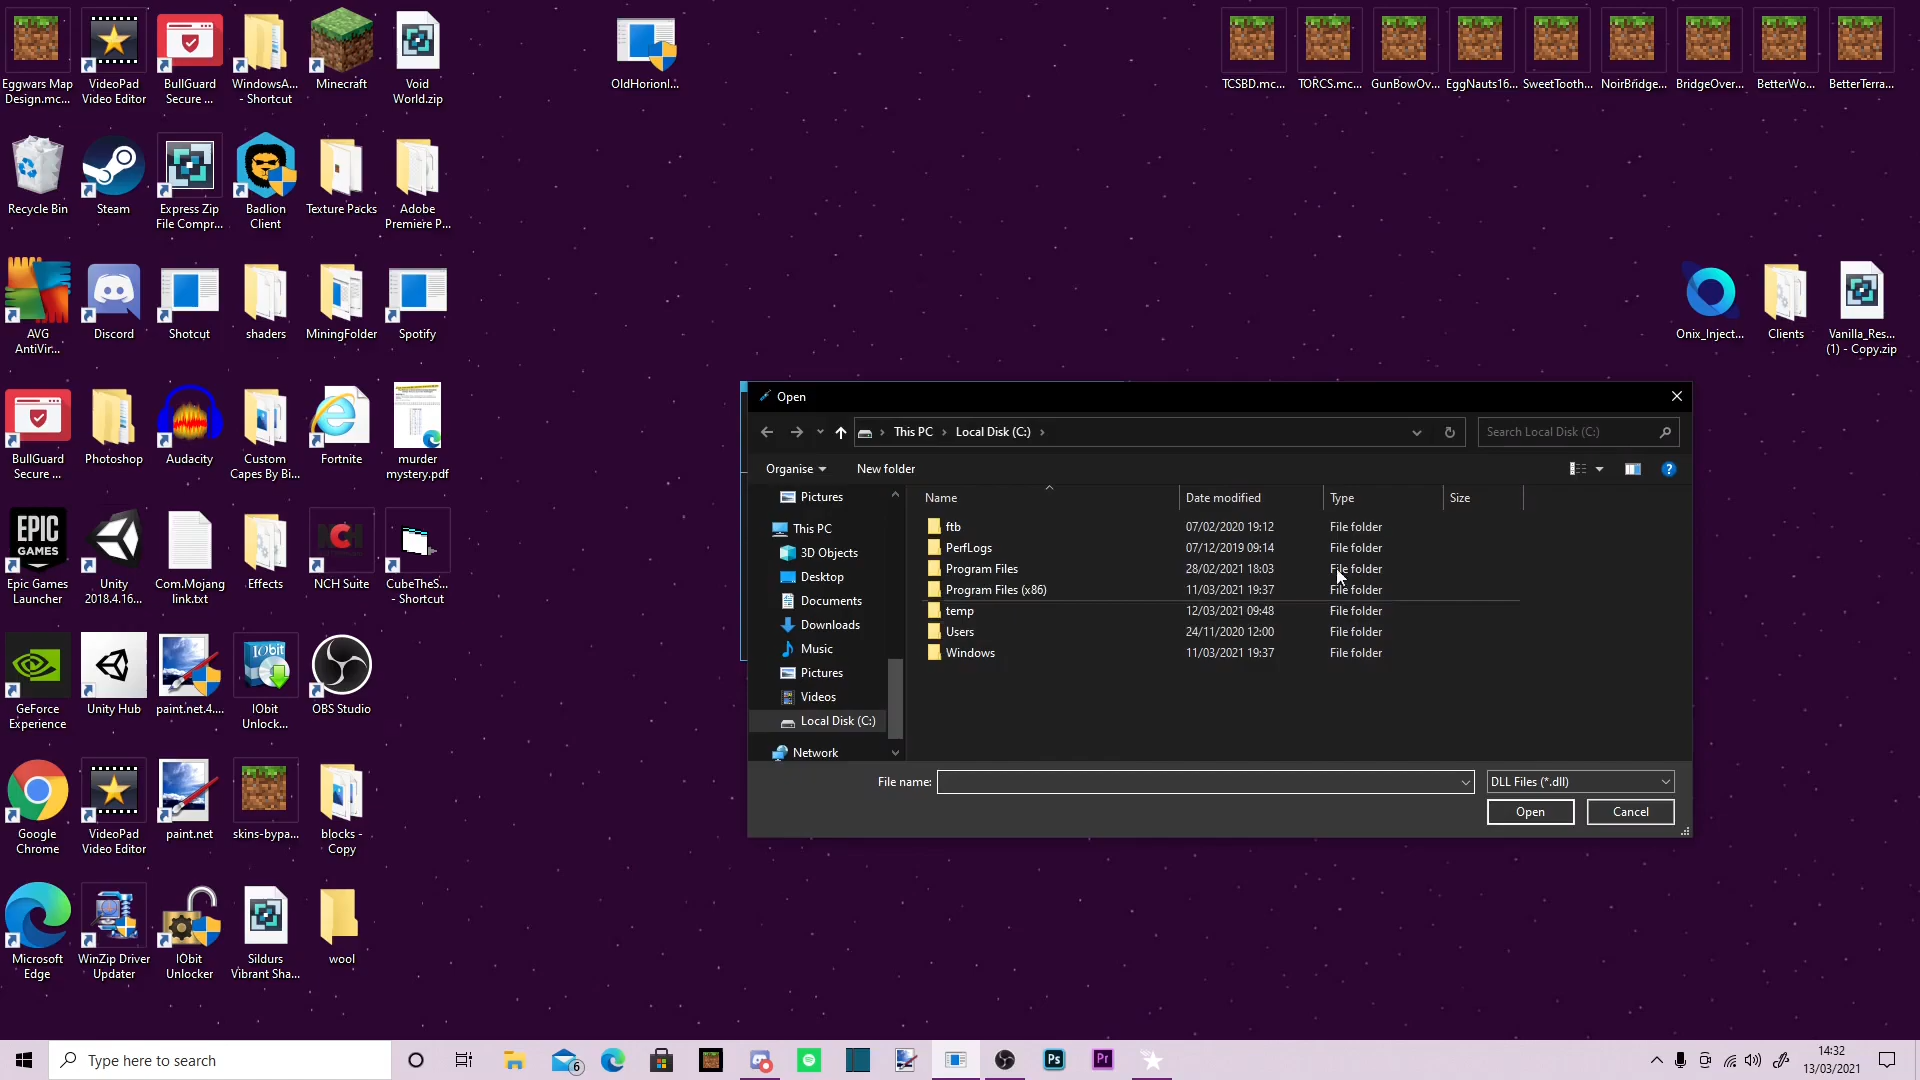 Eggwars Map
Design.mc...
VideoPad
Video Editor
BullGuard
Secure ...
WindowsA...
- Shortcut
Minecraft
Void
World.zip
OldHorionI...
TCSBD.mc...
TORCS.mc...
GunBowOv...
EggNauts16...
SweetTooth...
NoirBridge...
BridgeOver...
BetterWo...
BetterTerra...
Recycle Bin
Steam
Express Zip
File Compr...
Badlion
Client
Texture Packs
Adobe
Premiere P...
AVG
AntiVir...
Discord
Shotcut
shaders
MiningFolder
Spotify
Onix_Inject...
Clients
Vanilla_Res...
(1) - Copy.zip
BullGuard
Secure ...
Photoshop
Audacity
Custom
Capes By Bi...
Fortnite
murder
mystery.pdf
EPIC
GAMES
Epic Games
Launcher
Unity
2018.4.16...
Com.Mojang
link.txt
Effects
NCH
NCH Suite
CubeTheS...
- Shortcut
GeForce
Experience
Unity Hub
paint.net.4....
IObit
IObit
Unlock...
OBS Studio
Google
Chrome
VideoPad
Video Editor
paint.net
skins-bypa...
blocks -
Copy
Microsoft
Edge
WinZip Driver
Updater
IObit
Unlocker
Sildurs
Vibrant Sha...
wool
Open
This PC
Local Disk (C:)
Search Local Disk (C:)
Organise
New folder
Pictures
This PC
3D Objects
Desktop
Documents
Downloads
Music
Pictures
Videos
Local Disk (C:)
Network
Name Date modified Type Size
ftb 07/02/2020 19:12 File folder
PerfLogs 07/12/2019 09:14 File folder
Program Files 28/02/2021 18:03 File folder
Program Files (x86) 11/03/2021 19:37 File folder
temp 12/03/2021 09:48 File folder
Users 24/11/2020 12:00 File folder
Windows 11/03/2021 19:37 File folder
File name:
DLL Files (*.dll)
Open
Cancel
Type here to search
6
Ps
Pr
14:32
13/03/2021